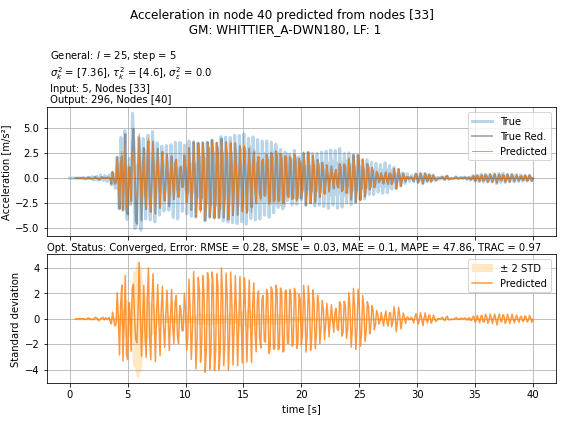 Acceleration in node 40 predicted from nodes [33]
GM: WHITTIER_A-DWN180, LF: 1
General: l = 25, step = 5
σ²ₖ = [7.36], τ²ₖ = [4.6], σ²ε = 0.0
Input: 5, Nodes [33]
Output: 296, Nodes [40]
Acceleration [m/s²]
5.0
2.5
0.0
−2.5
−5.0
True
True Red.
Predicted
Opt. Status: Converged, Error: RMSE = 0.28, SMSE = 0.03, MAE = 0.1, MAPE = 47.86, TRAC = 0.97
Standard deviation
4
2
0
−2
−4
± 2 STD
Predicted
0 5 10 15 20 25 30 35 40
time [s]